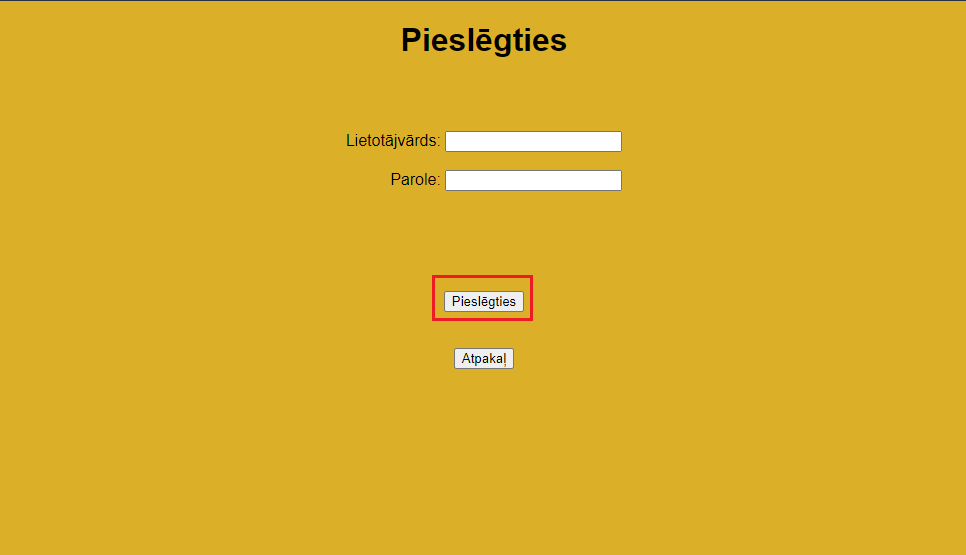 Pieslēgties
Lietotājvārds:
Parole:
Pieslēgties
Atpakaļ